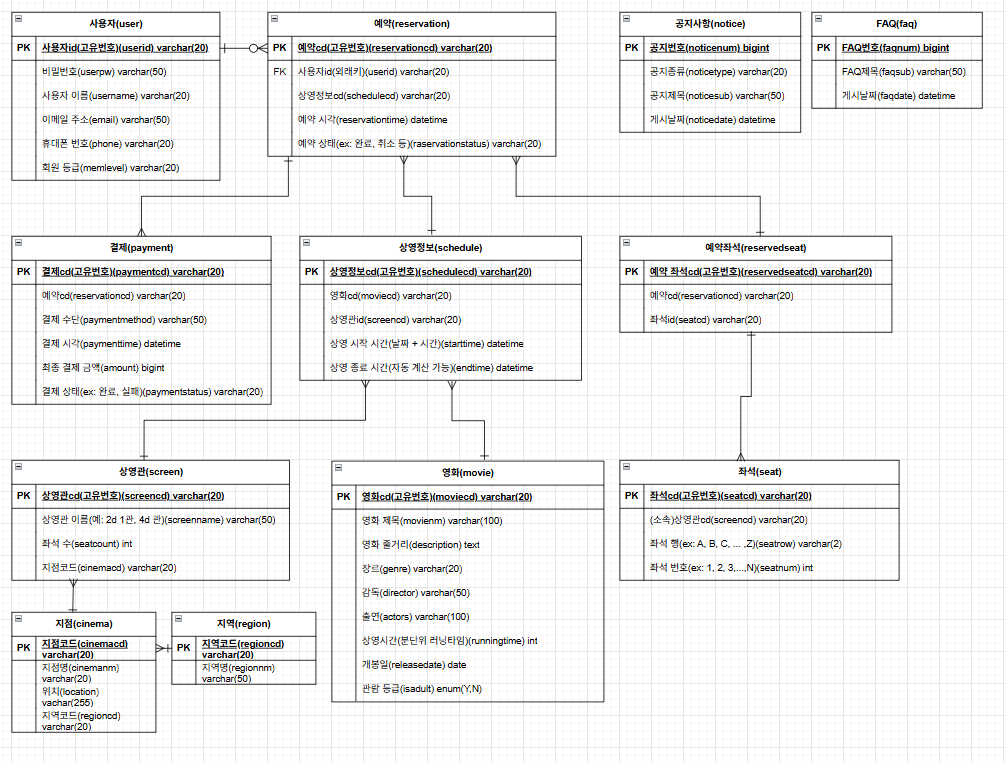 사용자(user)
PK 사용자id(고유번호)(userid) varchar(20)
비밀번호(userpw) varchar(50)
사용자 이름(username) varchar(20)
이메일 주소(email) varchar(50)
휴대폰 번호(phone) varchar(20)
회원 등급(memlevel) varchar(20)
예약(reservation)
PK 예약cd(고유번호)(reservationcd) varchar(20)
FK 사용자id(외래키)(userid) varchar(20)
상영정보cd(schedulecd) varchar(20)
예약 시각(reservationtime) datetime
예약 상태(ex: 완료, 취소 등)(raservationstatus) varchar(20)
공지사항(notice)
PK 공지번호(noticenum) bigint
공지종류(noticetype) varchar(20)
공지제목(noticesub) varchar(50)
게시날짜(noticedate) datetime
FAQ(faq)
PK FAQ번호(faqnum) bigint
FAQ제목(faqsub) varchar(50)
게시날짜(faqdate) datetime
결제(payment)
PK 결제cd(고유번호)(paymentcd) varchar(20)
예약cd(reservationcd) varchar(20)
결제 수단(paymentmethod) varchar(50)
결제 시각(paymenttime) datetime
최종 결제 금액(amount) bigint
결제 상태(ex: 완료, 실패)(paymentstatus) varchar(20)
상영정보(schedule)
PK 상영정보cd(고유번호)(schedulecd) varchar(20)
영화cd(moviecd) varchar(20)
상영관id(screencd) varchar(20)
상영 시작 시간(날짜 + 시간)(starttime) datetime
상영 종료 시간(자동 계산 가능)(endtime) datetime
예약좌석(reservedseat)
PK 예약 좌석cd(고유번호)(reservedseatcd) varchar(20)
예약cd(reservationcd) varchar(20)
좌석id(seatcd) varchar(20)
상영관(screen)
PK 상영관cd(고유번호)(screencd) varchar(20)
상영관 이름(예: 2d 1관, 4d 관)(screenname) varchar(50)
좌석 수(seatcount) int
지점코드(cinemacd) varchar(20)
영화(movie)
PK 영화cd(고유번호)(moviecd) varchar(20)
영화 제목(movienm) varchar(100)
영화 줄거리(description) text
장르(genre) varchar(20)
감독(director) varchar(50)
출연(actors) varchar(100)
상영시간(분단위 러닝타임)(runningtime) int
개봉일(releasedate) date
관람 등급(isadult) enum(Y,N)
좌석(seat)
PK 좌석cd(고유번호)(seatcd) varchar(20)
(소속)상영관cd(screencd) varchar(20)
좌석 행(ex: A, B, C, ... ,Z)(seatrow) varchar(2)
좌석 번호(ex: 1, 2, 3,...,N)(seatnum) int
지점(cinema)
PK 지점코드(cinemacd)
varchar(20)
지점명(cinemanm)
varchar(20)
위치(location)
vachar(255)
지역코드(regioncd)
varchar(20)
지역(region)
PK 지역코드(regioncd)
varchar(20)
지역명(regionnm)
varchar(50)